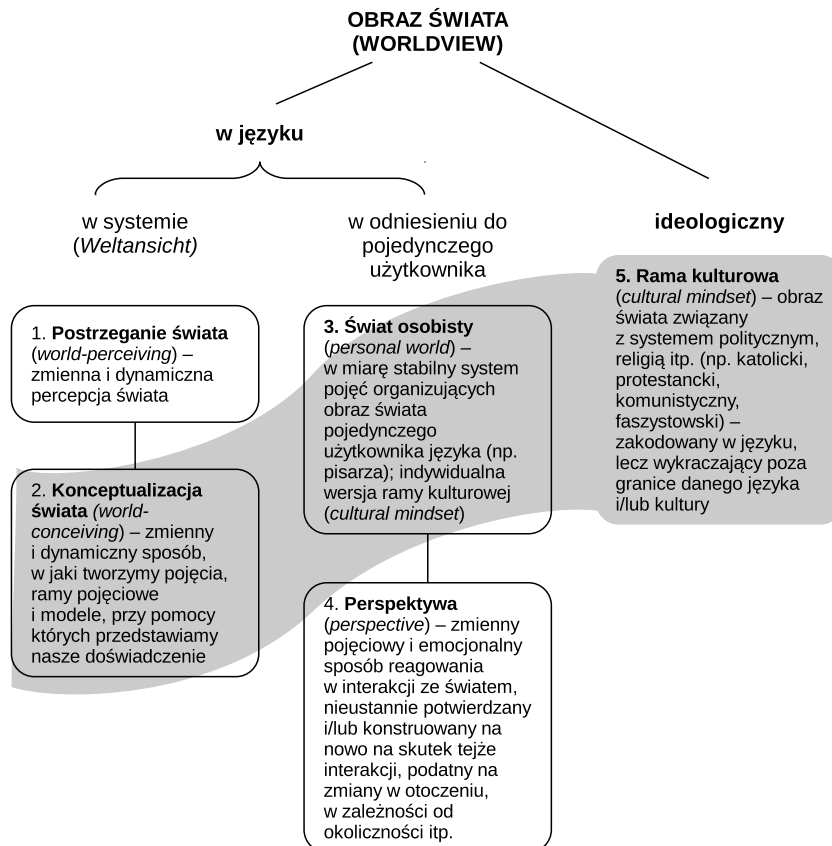 OBRAZ ŚWIATA
(WORLDVIEW)
w języku
w systemie
(Weltansicht)
w odniesieniu do
pojedynczego
użytkownika
ideologiczny
1. Postrzeganie świata
(world-perceiving) –
zmienna i dynamiczna
percepcja świata
2. Konceptualizacja
świata (world-
conceiving) – zmienny
i dynamiczny sposób,
w jaki tworzymy pojęcia,
ramy pojęciowe
i modele, przy pomocy
których przedstawiamy
nasze doświadczenie
3. Świat osobisty
(personal world) –
w miarę stabilny system
pojęć organizujących
obraz świata
pojedynczego
użytkownika języka (np.
pisarza); indywidualna
wersja ramy kulturowej
(cultural mindset)
4. Perspektywa
(perspective) – zmienny
pojęciowy i emocjonalny
sposób reagowania
w interakcji ze światem,
nieustannie potwierdzany
i/lub konstruowany na
nowo na skutek tejże
interakcji, podatny na
zmiany w otoczeniu,
w zależności od
okoliczności itp.
5. Rama kulturowa
(cultural mindset) – obraz
świata związany
z systemem politycznym,
religią itp. (np. katolicki,
protestancki,
komunistyczny,
faszystowski) –
zakodowany w języku,
lecz wykraczający poza
granice danego języka
i/lub kultury